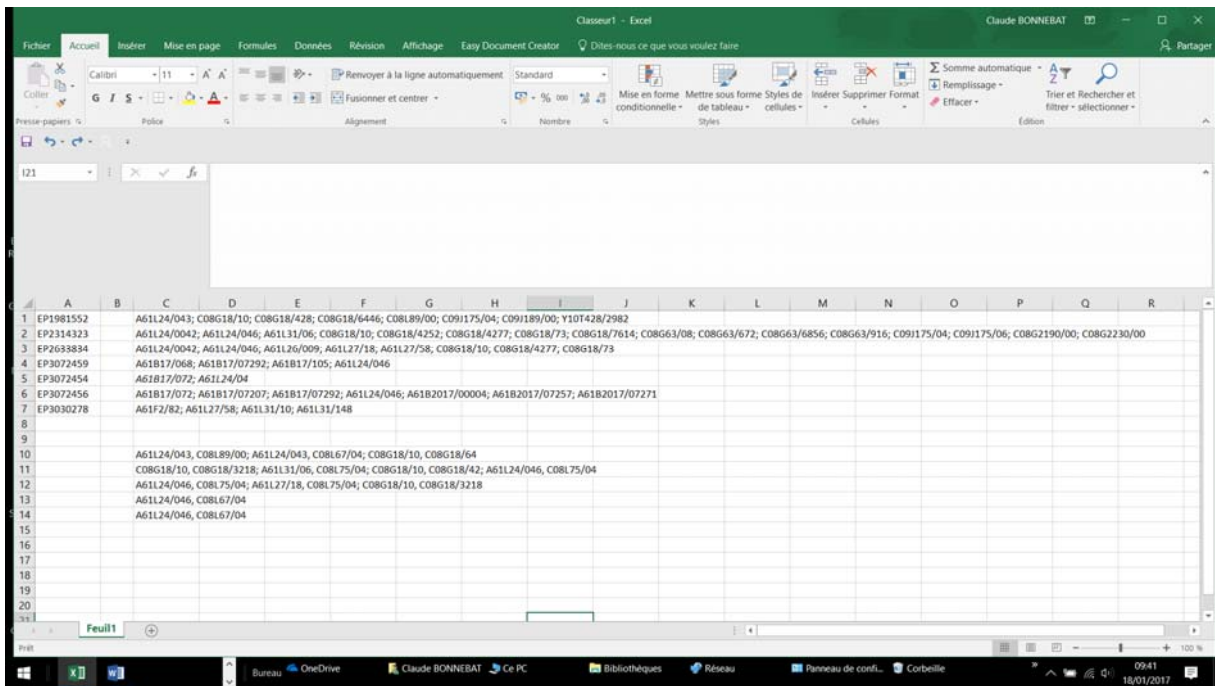 Classeur1 - Excel
Claude BONNEBAT
Fichier Accueil Insérer Mise en page Formules Données Révision Affichage Easy Document Creator Dites-nous ce que vous voulez faire Partager
Calibri 11 A A Renvoyer à la ligne automatiquement Standard Σ Somme automatique
Coller G I S A Fusionner et centrer % 000 Mise en forme conditionnelle Mettre sous forme de tableau Styles de cellules Insérer Supprimer Format Remplissage Effacer Trier et filtrer Rechercher et sélectionner
Presse-papiers Police Alignement Nombre Styles Cellules Édition
I21 fx
A B C D E F G H I J K L M N O P Q R
1 EP1981552 A61L24/043; C08G18/10; C08G18/428; C08G18/6446; C08L89/00; C09J175/04; C09J189/00; Y10T428/2982
2 EP2314323 A61L24/0042; A61L24/046; A61L31/06; C08G18/10; C08G18/4252; C08G18/4277; C08G18/73; C08G18/7614; C08G63/08; C08G63/672; C08G63/6856; C08G63/916; C09J175/04; C09J175/06; C08G2190/00; C08G2230/00
3 EP2633834 A61L24/0042; A61L24/046; A61L26/009; A61L27/18; A61L27/58; C08G18/10; C08G18/4277; C08G18/73
4 EP3072459 A61B17/068; A61B17/07292; A61B17/105; A61L24/046
5 EP3072454 A61B17/072; A61L24/04
6 EP3072456 A61B17/072; A61B17/07207; A61B17/07292; A61L24/046; A61B2017/00004; A61B2017/07257; A61B2017/07271
7 EP3030278 A61F2/82; A61L27/58; A61L31/10; A61L31/148
8
9
10 A61L24/043, C08L89/00; A61L24/043, C08L67/04; C08G18/10, C08G18/64
11 C08G18/10, C08G18/3218; A61L31/06, C08L75/04; C08G18/10, C08G18/42; A61L24/046, C08L75/04
12 A61L24/046, C08L75/04; A61L27/18, C08L75/04; C08G18/10, C08G18/3218
13 A61L24/046, C08L67/04
14 A61L24/046, C08L67/04
15
16
17
18
19
20
21
Feuil1
Prêt 100 %
Bureau OneDrive Claude BONNEBAT Ce PC Bibliothèques Réseau Panneau de confi... Corbeille 09:41
18/01/2017